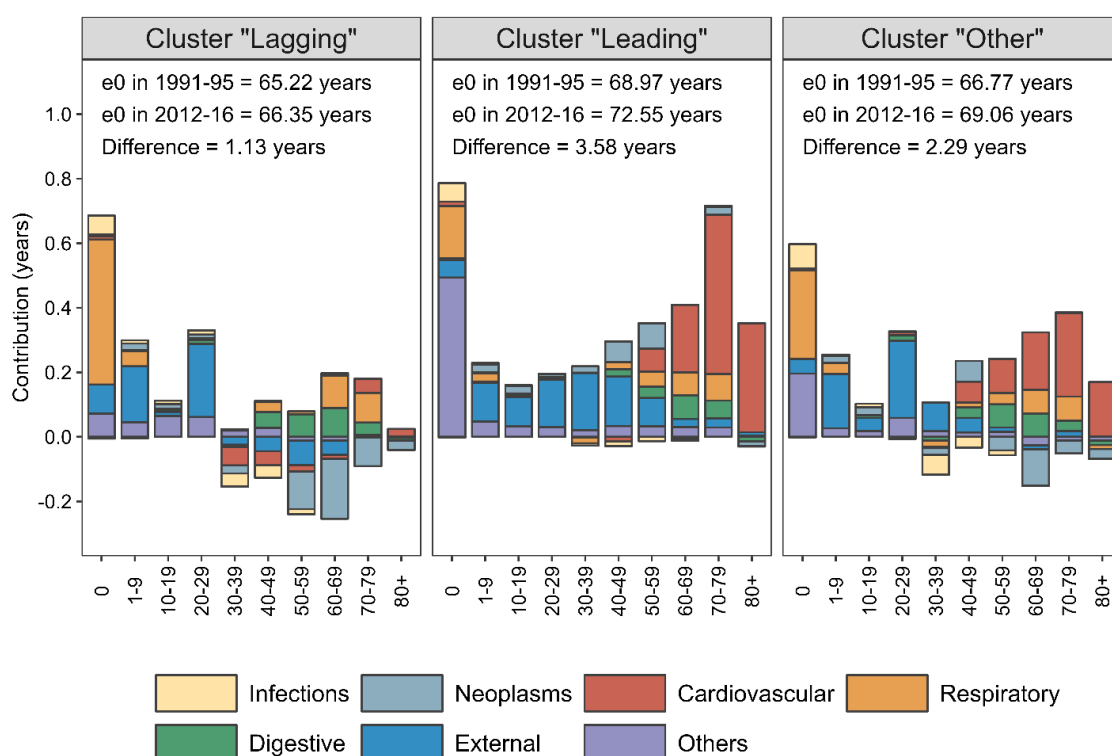 Cluster "Lagging"
e0 in 1991-95 = 65.22 years
e0 in 2012-16 = 66.35 years
Difference = 1.13 years
Cluster "Leading"
e0 in 1991-95 = 68.97 years
e0 in 2012-16 = 72.55 years
Difference = 3.58 years
Cluster "Other"
e0 in 1991-95 = 66.77 years
e0 in 2012-16 = 69.06 years
Difference = 2.29 years
Contribution (years)
1.0
0.8
0.6
0.4
0.2
0.0
-0.2
0 1-9 10-19 20-29 30-39 40-49 50-59 60-69 70-79 80+
0 1-9 10-19 20-29 30-39 40-49 50-59 60-69 70-79 80+
0 1-9 10-19 20-29 30-39 40-49 50-59 60-69 70-79 80+
Infections Neoplasms Cardiovascular Respiratory
Digestive External Others